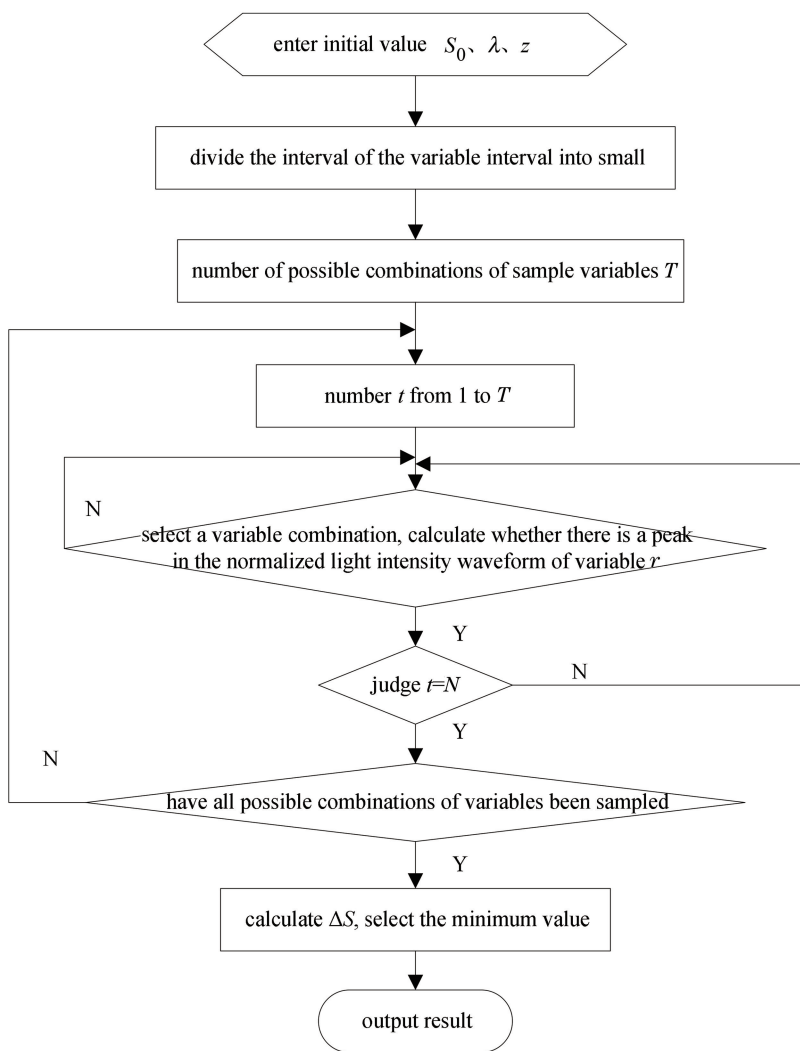 enter initial value S₀、λ、z
divide the interval of the variable interval into small
number of possible combinations of sample variables T
number t from 1 to T
N
select a variable combination, calculate whether there is a peak
in the normalized light intensity waveform of variable r
Y
judge t=N
N
Y
N
have all possible combinations of variables been sampled
Y
calculate ΔS, select the minimum value
output result